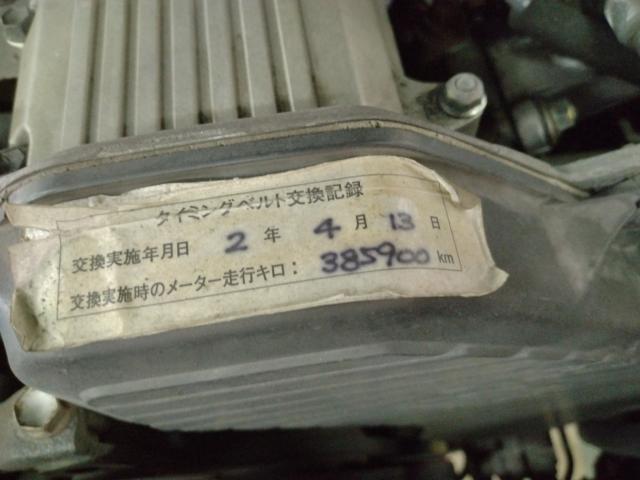 タイミングベルト交換記録
交換実施年月日 2 年 4 月 13 日
交換実施時のメーター走行キロ： 385900 km